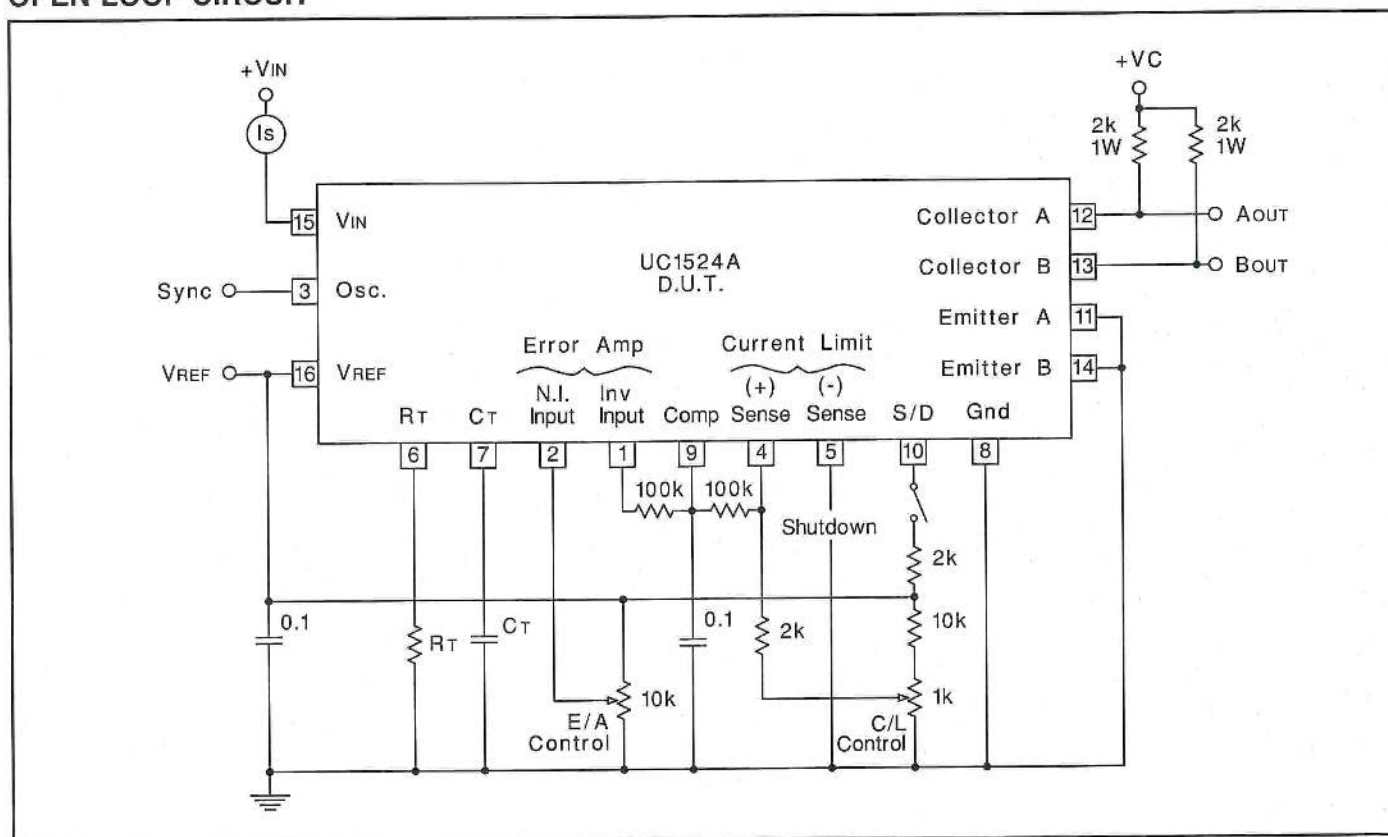 OPEN LOOP CIRCUIT
+VIN
Is
+VC
2k
1W
2k
1W
15
VIN
Collector A
12
AOUT
UC1524A
D.U.T.
Collector B
13
BOUT
Sync
3
Osc.
Emitter A
11
Error Amp
Current Limit
VREF
16
VREF
Emitter B
14
N.I.
Input
Inv
Input
(+)
Sense
(-)
Sense
RT
CT
Comp
S/D
Gnd
6
7
2
1
9
4
5
10
8
100k
100k
Shutdown
2k
0.1
RT
CT
0.1
2k
10k
10k
1k
E/A
Control
C/L
Control